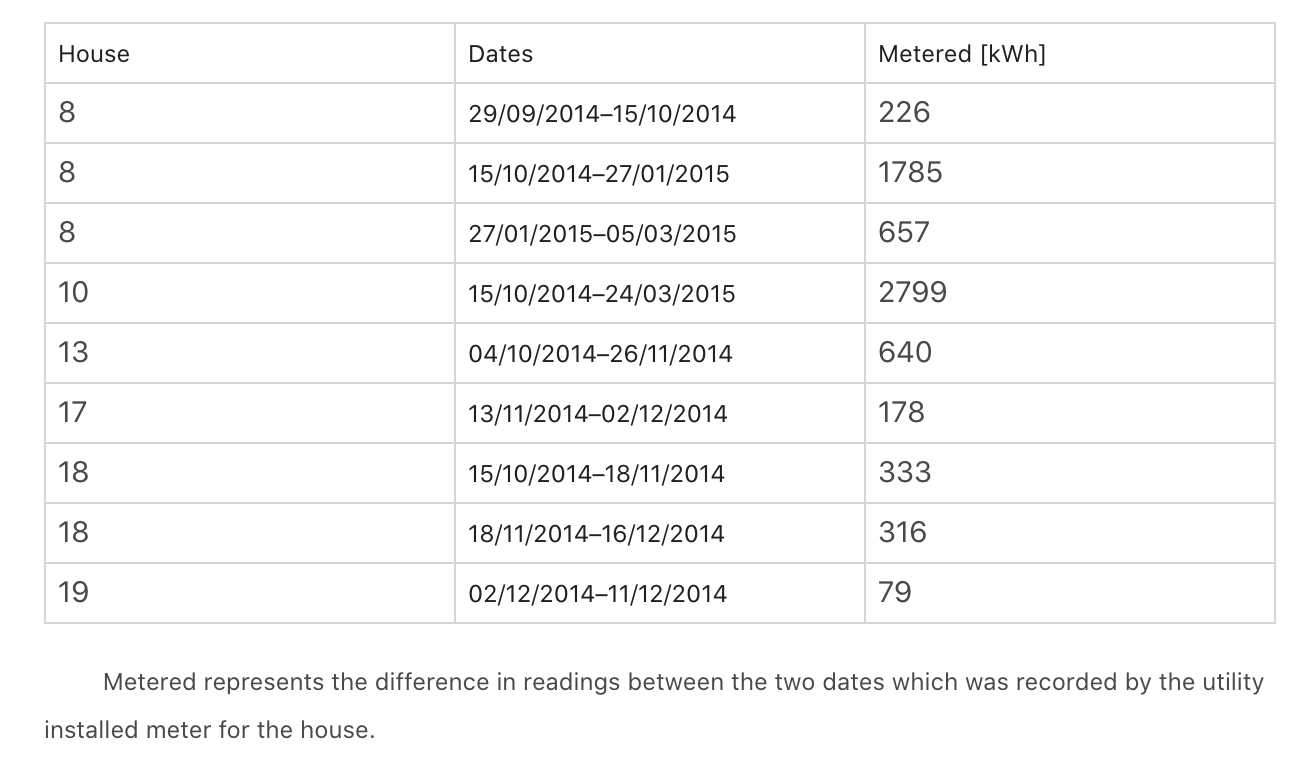 House Dates Metered [kWh]
8 29/09/2014–15/10/2014 226
8 15/10/2014–27/01/2015 1785
8 27/01/2015–05/03/2015 657
10 15/10/2014–24/03/2015 2799
13 04/10/2014–26/11/2014 640
17 13/11/2014–02/12/2014 178
18 15/10/2014–18/11/2014 333
18 18/11/2014–16/12/2014 316
19 02/12/2014–11/12/2014 79
Metered represents the difference in readings between the two dates which was recorded by the utility
installed meter for the house.